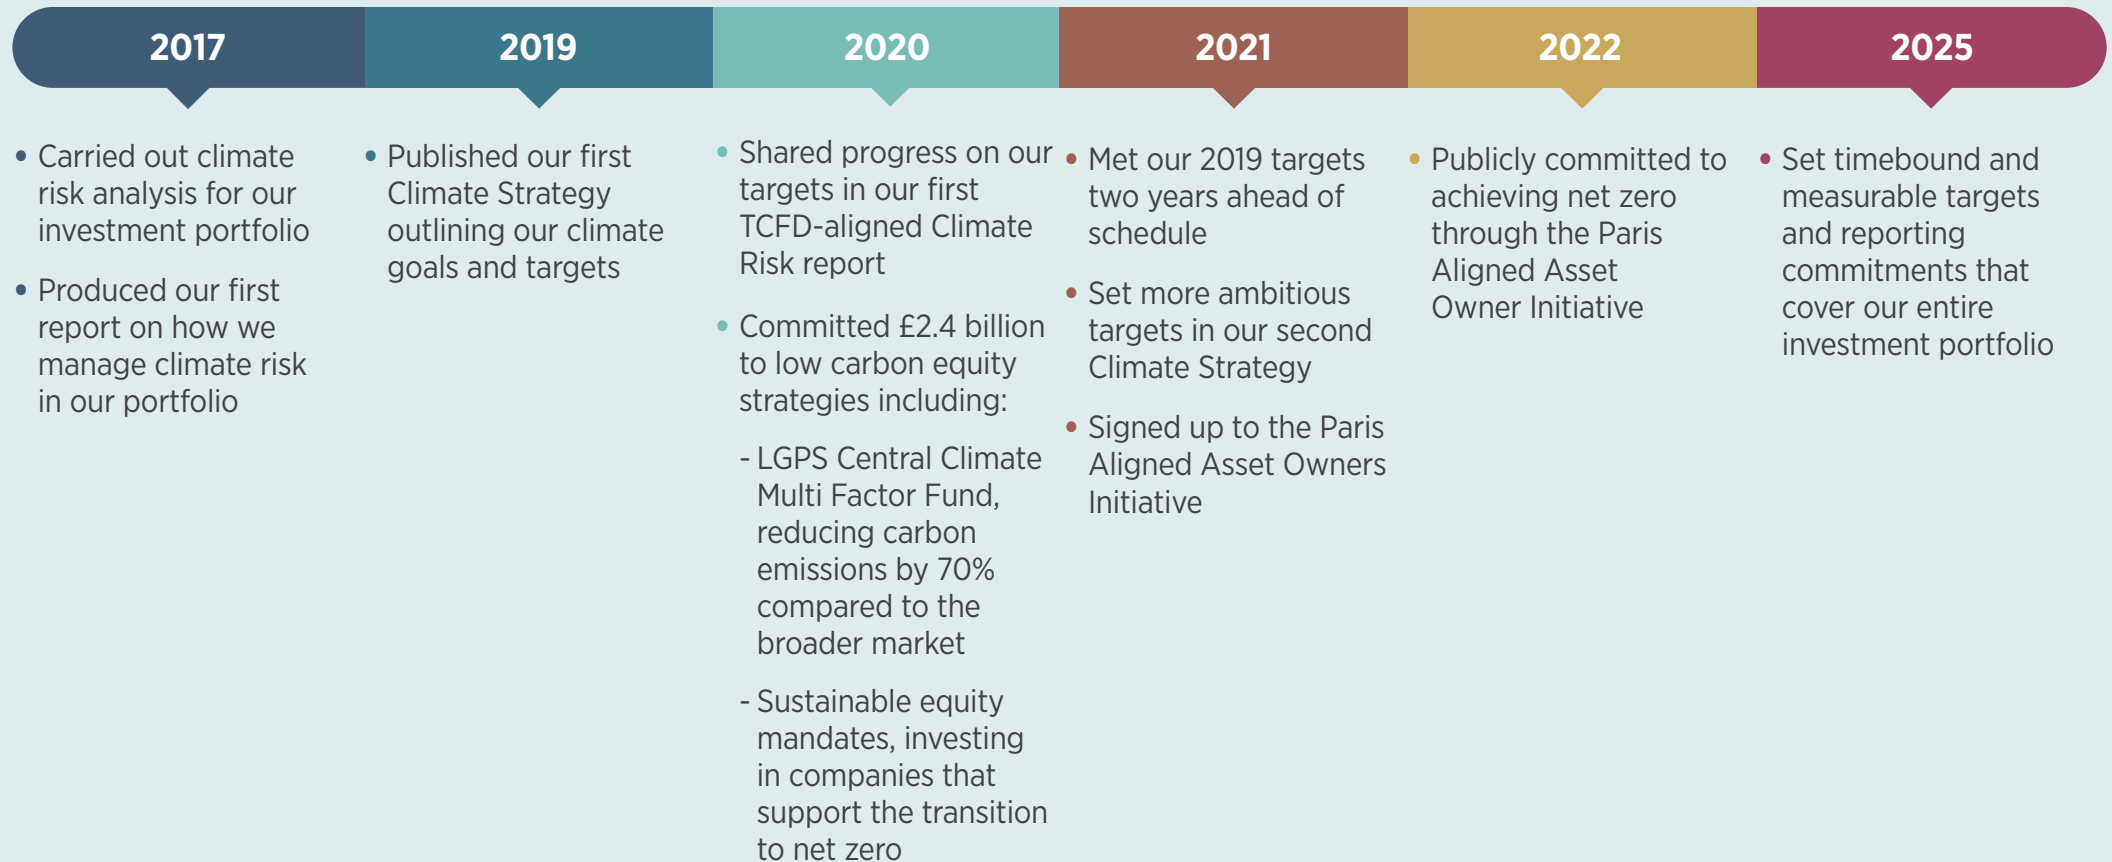 2017
2019
2020
2021
2022
2025
• Carried out climate
risk analysis for our
investment portfolio
• Produced our first
report on how we
manage climate risk
in our portfolio
• Published our first
Climate Strategy
outlining our climate
goals and targets
• Shared progress on our
targets in our first
TCFD-aligned Climate
Risk report
• Committed £2.4 billion
to low carbon equity
strategies including:
- LGPS Central Climate
Multi Factor Fund,
reducing carbon
emissions by 70%
compared to the
broader market
- Sustainable equity
mandates, investing
in companies that
support the transition
to net zero
• Met our 2019 targets
two years ahead of
schedule
• Set more ambitious
targets in our second
Climate Strategy
• Signed up to the Paris
Aligned Asset Owners
Initiative
• Publicly committed to
achieving net zero
through the Paris
Aligned Asset
Owner Initiative
• Set timebound and
measurable targets
and reporting
commitments that
cover our entire
investment portfolio